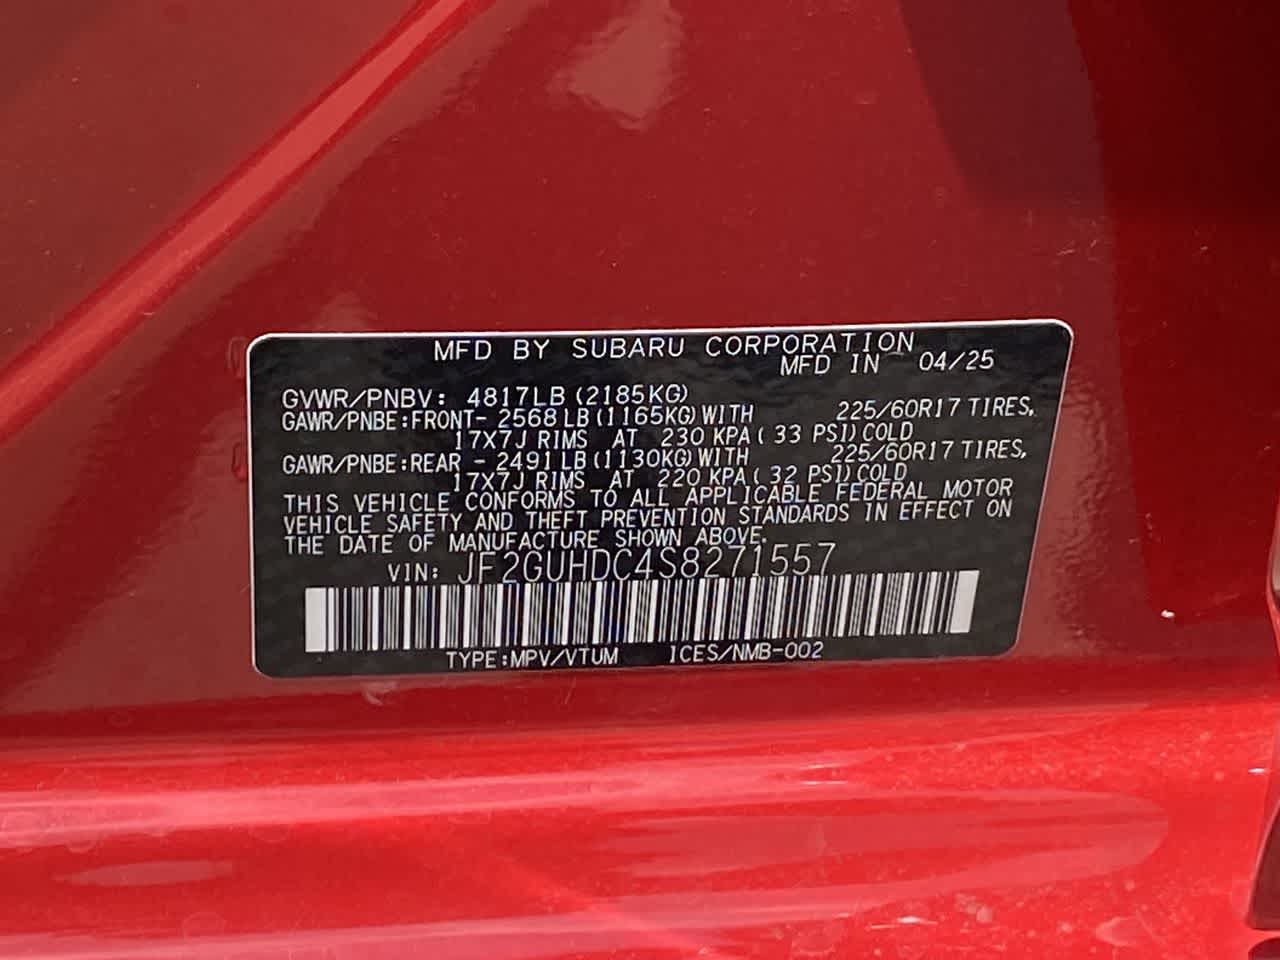 MFD BY SUBARU CORPORATION
MFD IN 04/25
GVWR/PNBV: 4817LB (2185KG)
GAWR/PNBE:FRONT- 2568LB (1165KG) WITH 225/60R17 TIRES,
17X7J RIMS AT 230 KPA( 33 PSI) COLD
GAWR/PNBE:REAR - 2491LB (1130KG) WITH 225/60R17 TIRES,
17X7J RIMS AT 220 KPA( 32 PSI) COLD
THIS VEHICLE CONFORMS TO ALL APPLICABLE FEDERAL MOTOR
VEHICLE SAFETY AND THEFT PREVENTION STANDARDS IN EFFECT ON
THE DATE OF MANUFACTURE SHOWN ABOVE.
VIN: JF2GUHDC4S8271557
TYPE:MPV/VTUM ICES/NMB-002